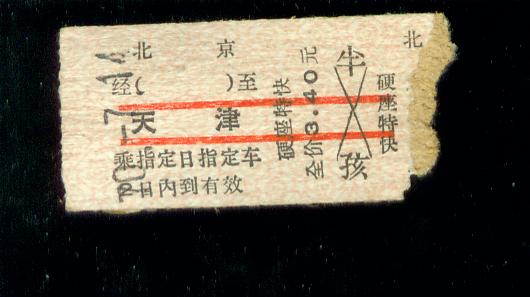 北 京
经( )至
天 津
乘指定日指定车
日内到有效
硬座特快
全价3.40元
半
孩
硬座特快
北